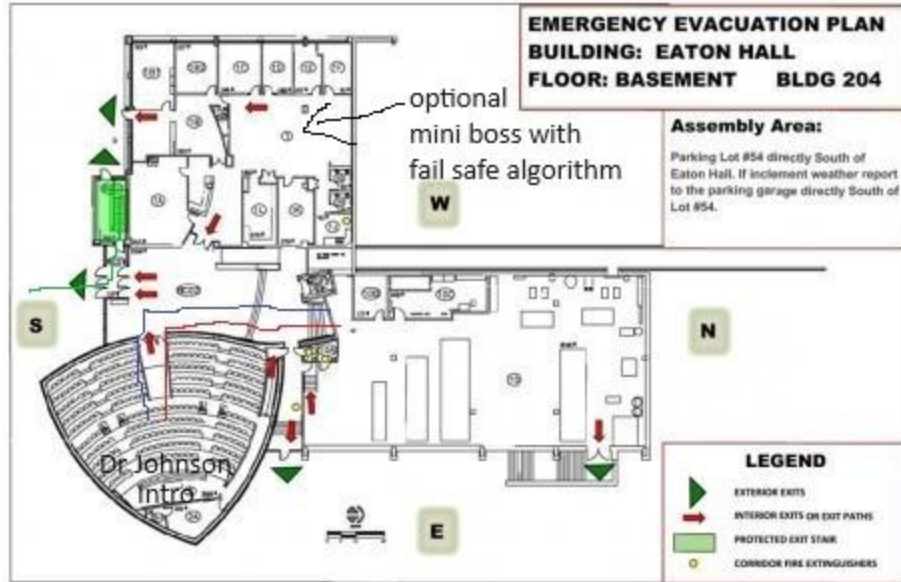 EMERGENCY EVACUATION PLAN
BUILDING: EATON HALL
FLOOR: BASEMENT BLDG 204
Assembly Area:
Parking Lot #54 directly South of
Eaton Hall. If inclement weather report
to the parking garage directly South of
Lot #54.
optional
mini boss with
fail safe algorithm
W
S
N
Dr Johnson
Intro
E
LEGEND
EXTERIOR EXITS
INTERIOR EXITS OR EXIT PATHS
PROTECTED EXIT STAIR
CORRIDOR FIRE EXTINGUISHERS